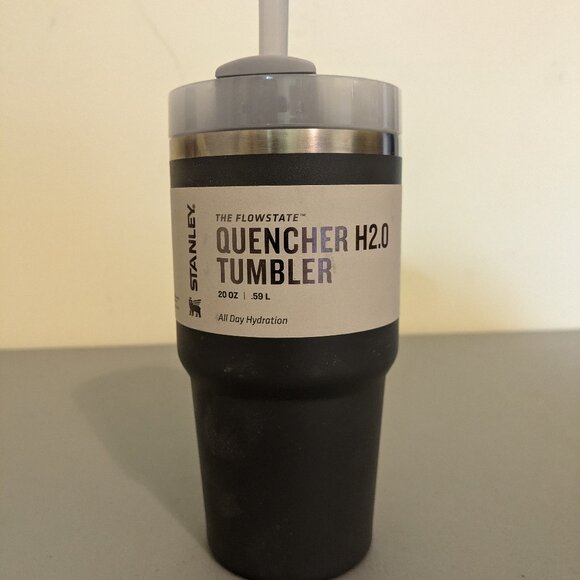 STANLEY.
THE FLOWSTATE™
QUENCHER H2.0
TUMBLER
20 OZ | .59 L
All Day Hydration